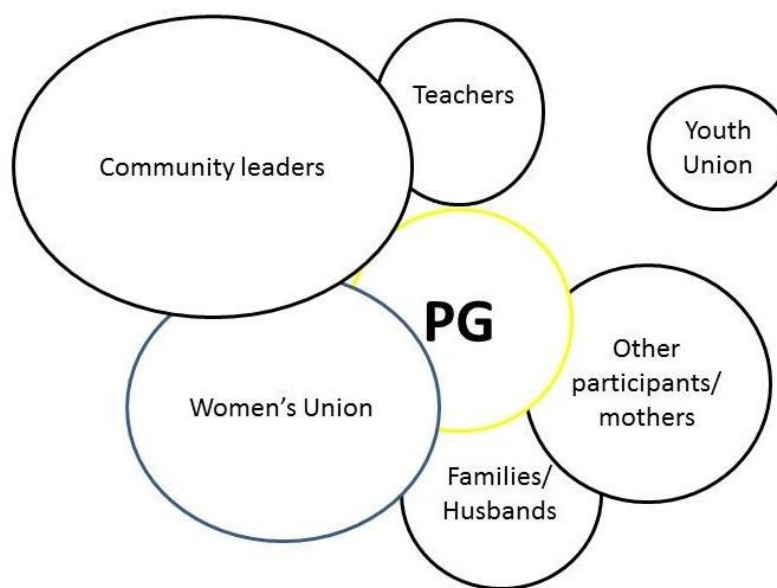 Teachers
Youth
Union
Community leaders
PG
Other
participants/
mothers
Women’s Union
Families/
Husbands